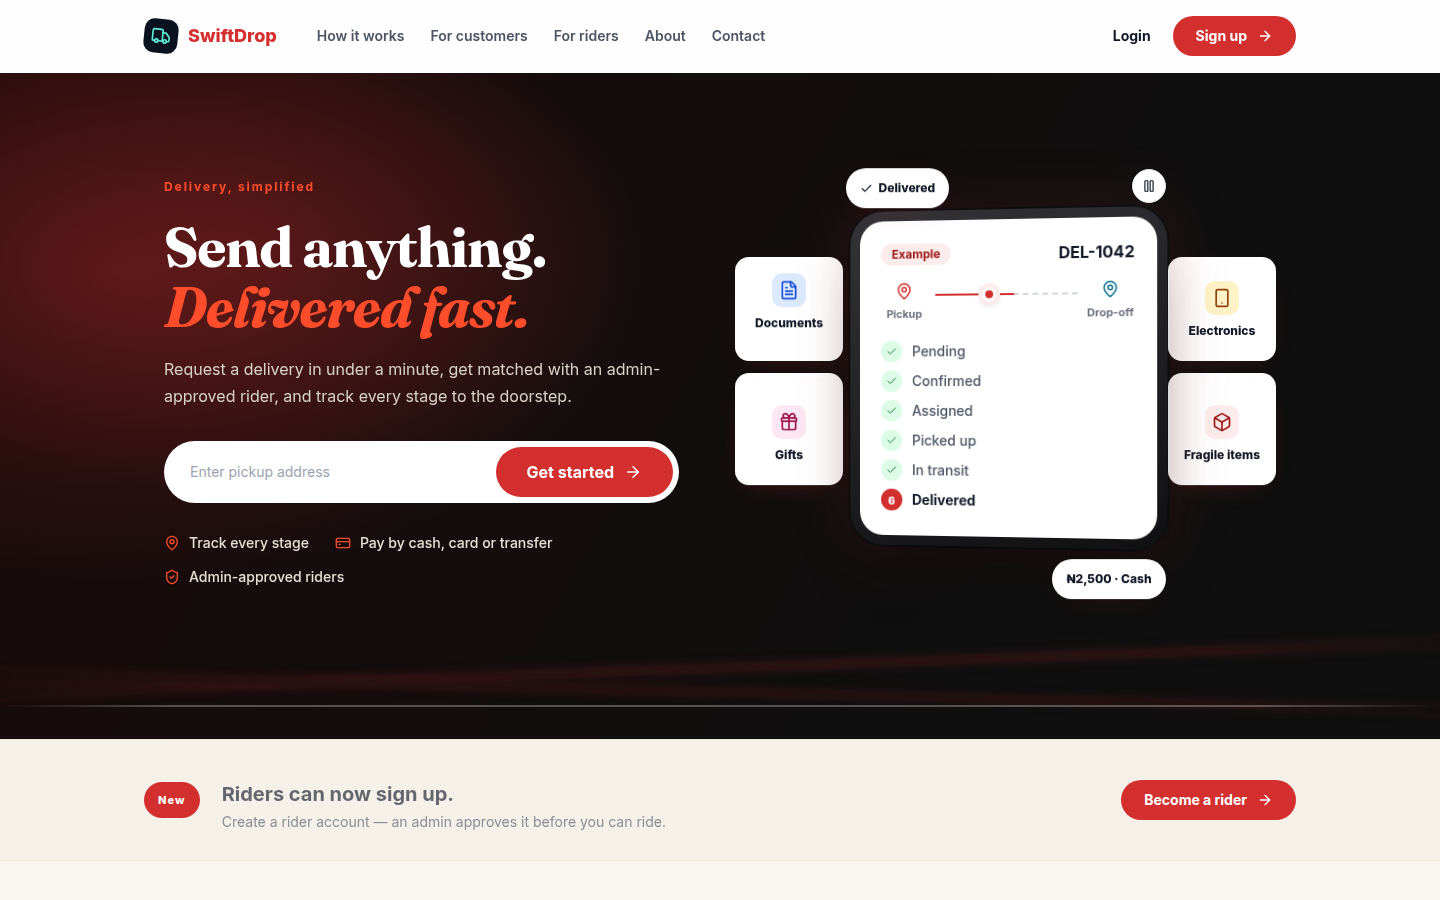 SwiftDrop
How it works
For customers
For riders
About
Contact
Login
Sign up
Delivery, simplified
Send anything.
Delivered fast.
Request a delivery in under a minute, get matched with an admin-
approved rider, and track every stage to the doorstep.
Enter pickup address
Get started
Track every stage
Pay by cash, card or transfer
Admin-approved riders
Delivered
Documents
Gifts
Example
DEL-1042
Pickup
Drop-off
Pending
Confirmed
Assigned
Picked up
In transit
6 Delivered
Electronics
Fragile items
₦2,500 · Cash
New
Riders can now sign up.
Create a rider account — an admin approves it before you can ride.
Become a rider